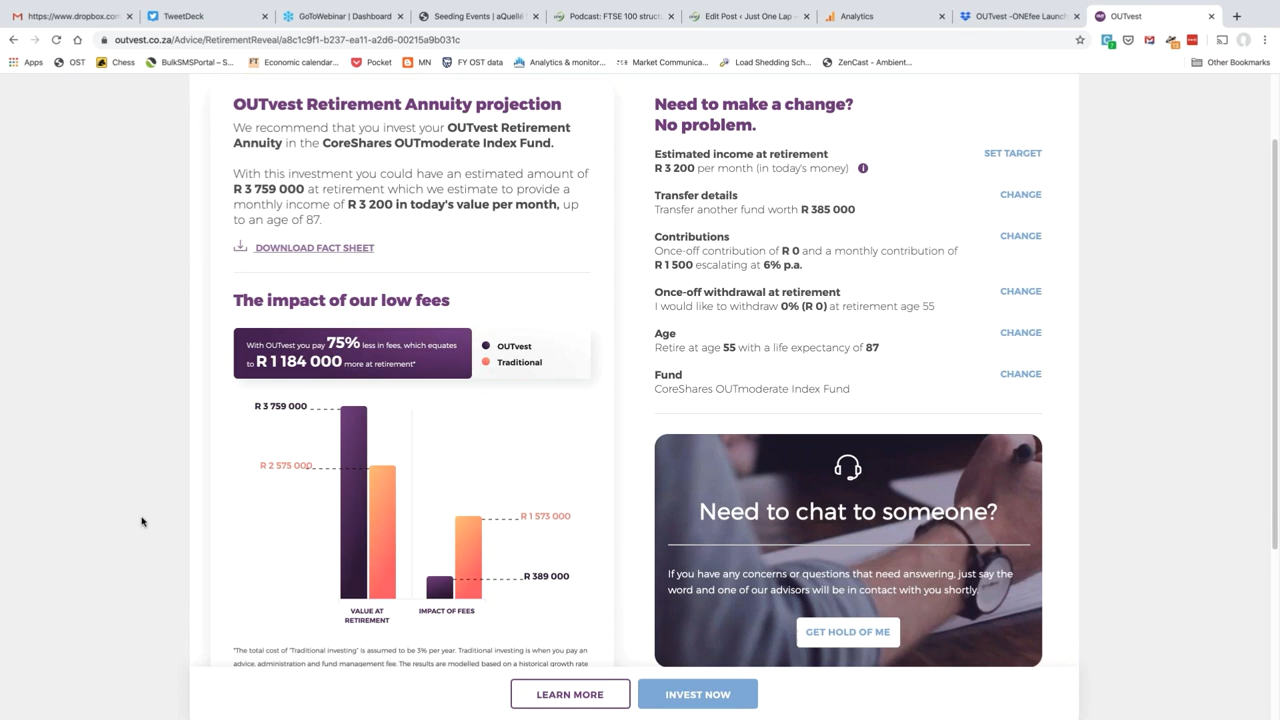 https://www.dropbox.com
TweetDeck
GoToWebinar | Dashboard
Seeding Events | aQuellé
Podcast: FTSE 100 struct
Edit Post ‹ Just One Lap –
Analytics
OUTvest -ONEfee Launch
OUTvest
outvest.co.za/Advice/RetirementReveal/a8c1c9f1-b237-ea11-a2d6-00215a9b031c
Apps
OST
Chess
BulkSMSPortal – S...
Economic calendar...
Pocket
MN
FY OST data
Analytics & monitor...
Market Communica...
Load Shedding Sch...
ZenCast - Ambient...
Other Bookmarks
OUTvest Retirement Annuity projection
We recommend that you invest your OUTvest Retirement
Annuity in the CoreShares OUTmoderate Index Fund.
With this investment you could have an estimated amount of
R 3 759 000 at retirement which we estimate to provide a
monthly income of R 3 200 in today's value per month, up
to an age of 87.
DOWNLOAD FACT SHEET
The impact of our low fees
With OUTvest you pay 75% less in fees, which equates
to R 1 184 000 more at retirement*
OUTvest
Traditional
R 3 759 000
R 2 575 000
R 1 573 000
R 389 000
VALUE AT
RETIREMENT
IMPACT OF FEES
*The total cost of "Traditional investing" is assumed to be 3% per year. Traditional investing is when you pay an
advice, administration and fund management fee. The results are modelled based on a historical growth rate
Need to make a change?
No problem.
Estimated income at retirement
SET TARGET
R 3 200 per month (in today's money)
Transfer details
CHANGE
Transfer another fund worth R 385 000
Contributions
CHANGE
Once-off contribution of R 0 and a monthly contribution of
R 1 500 escalating at 6% p.a.
Once-off withdrawal at retirement
CHANGE
I would like to withdraw 0% (R 0) at retirement age 55
Age
CHANGE
Retire at age 55 with a life expectancy of 87
Fund
CHANGE
CoreShares OUTmoderate Index Fund
Need to chat to someone?
If you have any concerns or questions that need answering, just say the
word and one of our advisors will be in contact with you shortly.
GET HOLD OF ME
LEARN MORE
INVEST NOW